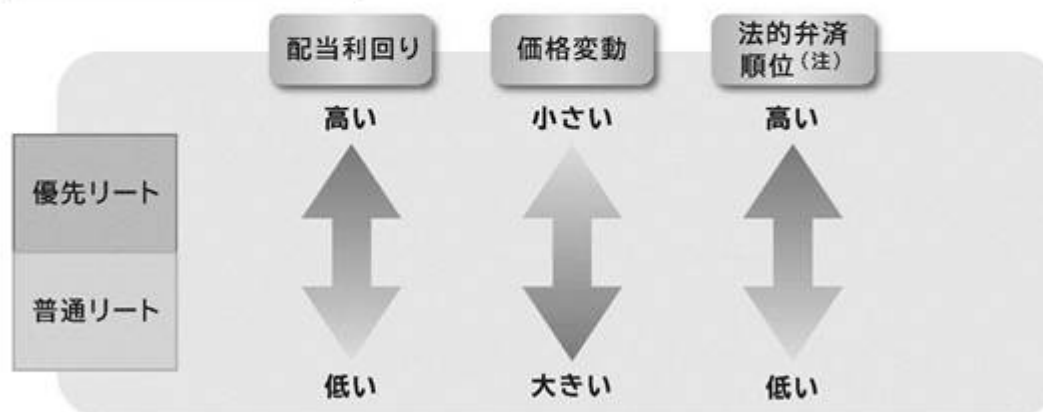 配当利回り
価格変動
法的弁済
順位(注)
高い
小さい
高い
優先リート
普通リート
低い
大きい
低い